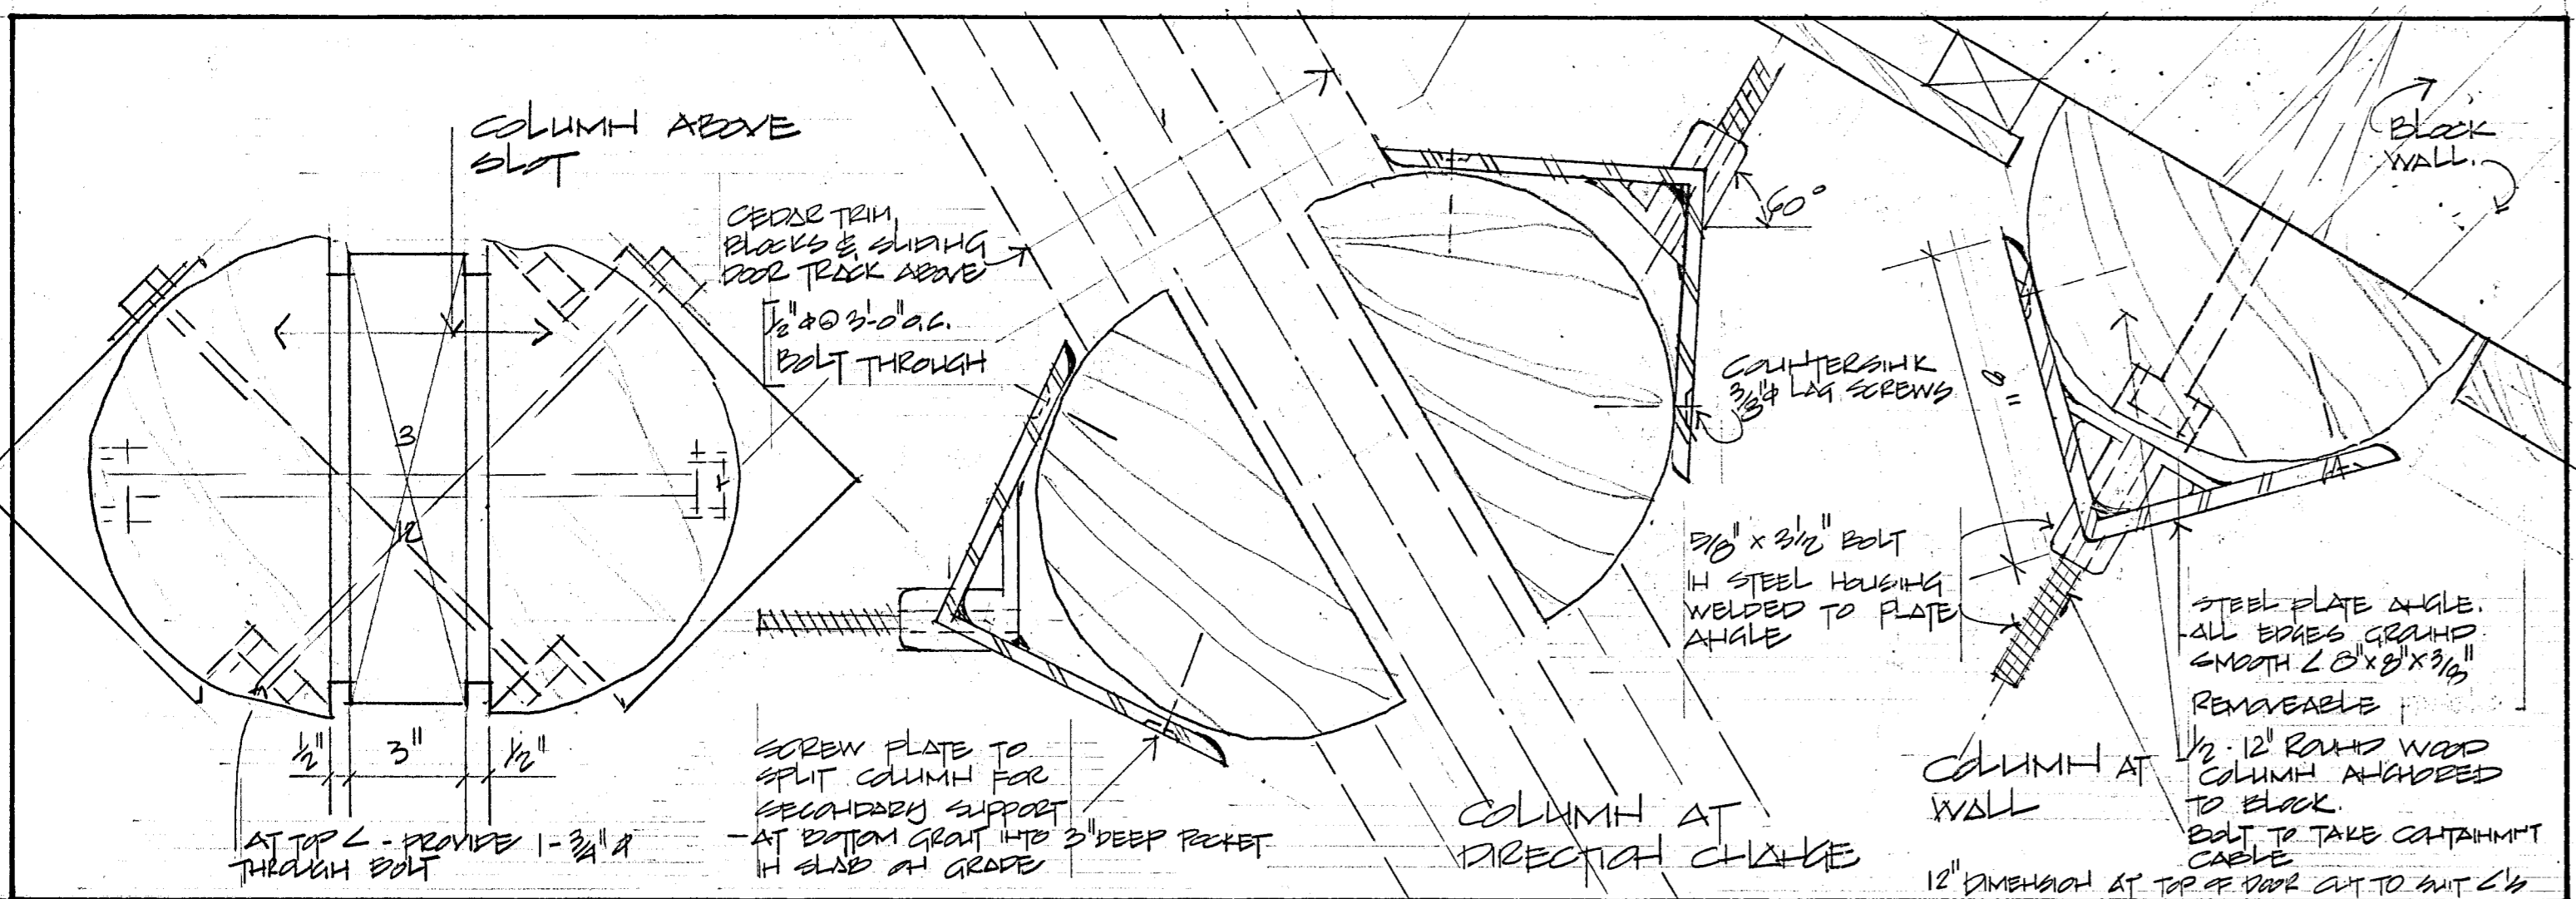 COLUMN ABOVE
SLOT
3
12
1/2"
3"
1/2"
AT TOP ∠ - PROVIDE 1 - 3/4" ϕ
THROUGH BOLT
CEDAR TRIM,
BLOCKS & SLIDING
DOOR TRACK ABOVE
1/2" ϕ @ 3'-0" O.C.
BOLT THROUGH
SCREW PLATE TO
SPLIT COLUMN FOR
SECONDARY SUPPORT
- AT BOTTOM GROUT INTO 3" DEEP POCKET
IN SLAB ON GRADE
60°
COUNTERSINK
LAG SCREWS
5/8" x 3 1/2" BOLT
IN STEEL HOUSING
WELDED TO PLATE
ANGLE
COLUMN AT
DIRECTION CHANGE
BLOCK
WALL.
STEEL PLATE ANGLE.
- ALL EDGES GROUND
SMOOTH ∠ 8" x 8" x 3/8"
REMOVEABLE
1/2 - 12" ROUND WOOD
COLUMN ANCHORED
TO BLOCK.
BOLT TO TAKE CONTAINMNT
CABLE
COLUMN AT
WALL
12" DIMENSION AT TOP OF DOOR CUT TO SUIT ∠'S